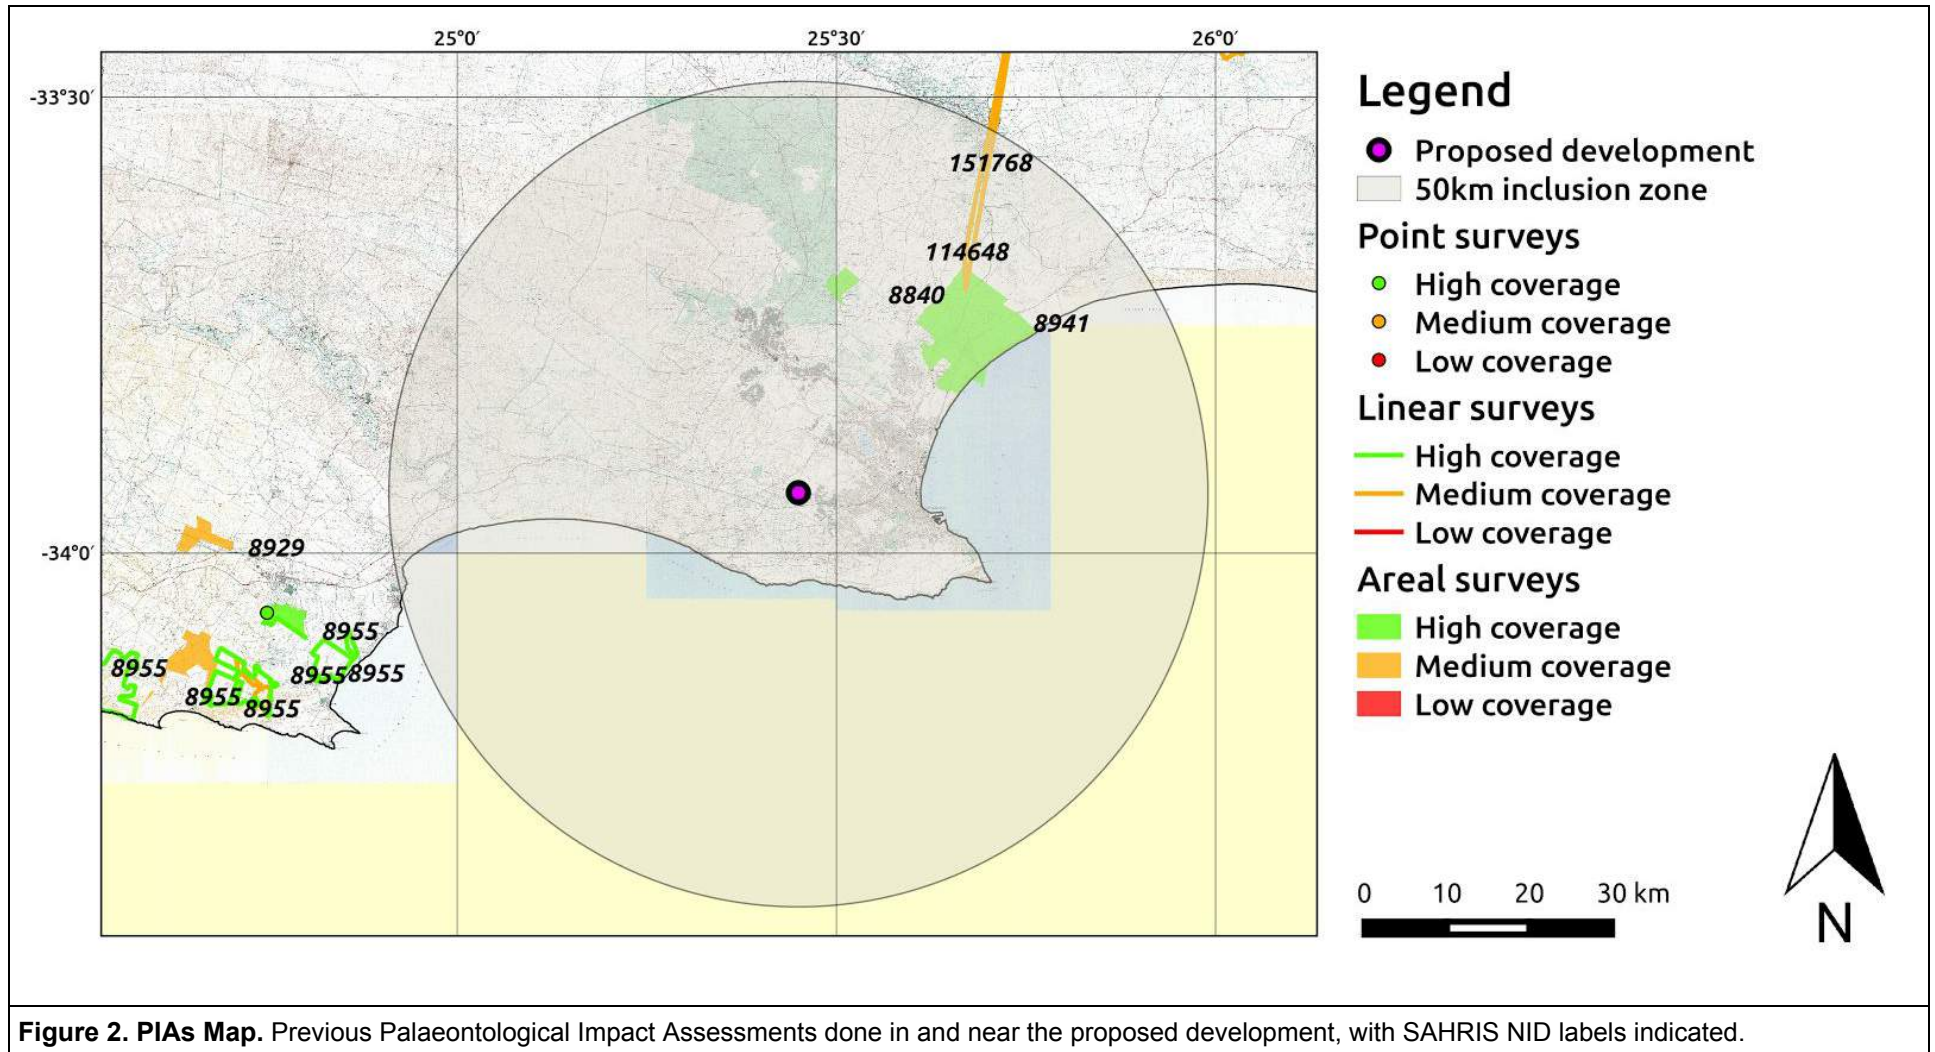 25°0′ 25°30′ 26°0′
-33°30′
-34°0′
151768
114648
8840
8941
8929
8955
8955
8955 8955
8955
8955
Legend
Proposed development
50km inclusion zone
Point surveys
High coverage
Medium coverage
Low coverage
Linear surveys
High coverage
Medium coverage
Low coverage
Areal surveys
High coverage
Medium coverage
Low coverage
0 10 20 30 km
N
Figure 2. PIAs Map. Previous Palaeontological Impact Assessments done in and near the proposed development, with SAHRIS NID labels indicated.